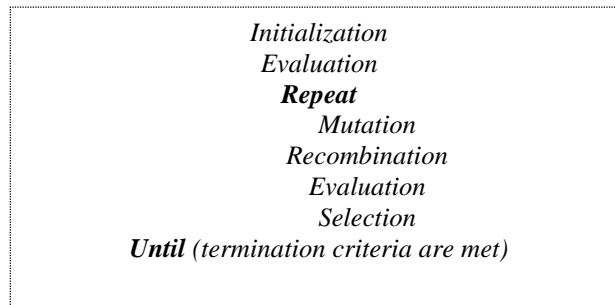 Initialization
Evaluation
Repeat
Mutation
Recombination
Evaluation
Selection
Until (termination criteria are met)